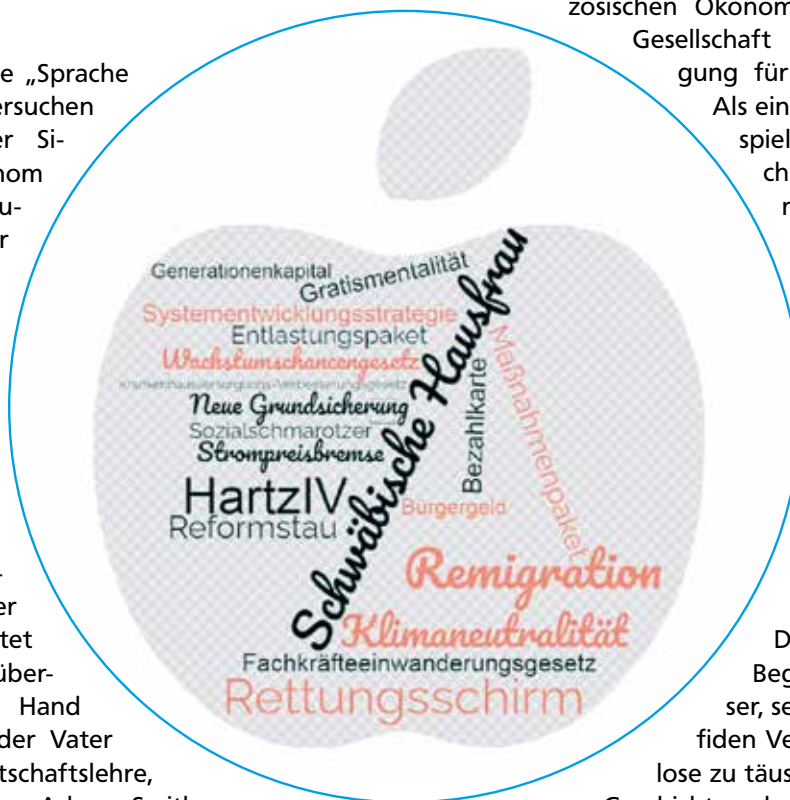 zösischen Ökonom
Gesellschaft
gung für
Als ein
spiel
ch
e „Sprache
ersuchen
er Si-
nom
u-
r
Generationenkapital
Gratismentalität
Systementwicklungsstrategie
Entlastungspaket
Wachstumschancengesetz
Krankenhausversorgungs-Verbesserungsgesetz
Neue Grundsicherung
Sozialschmarotzer
Strompreisbremse
HartzIV
Reformstau
Schwäbische Hausfrau
Bezahlkarte
Maßnahmenpaket
Bürgergeld
Remigration
Klimaneutralität
Fachkräfteeinwanderungsgesetz
Rettungsschirm
er
tet
über-
Hand
der Vater
tschaftslehre,
D
Beg
ser, se
fiden Ve
lose zu täus